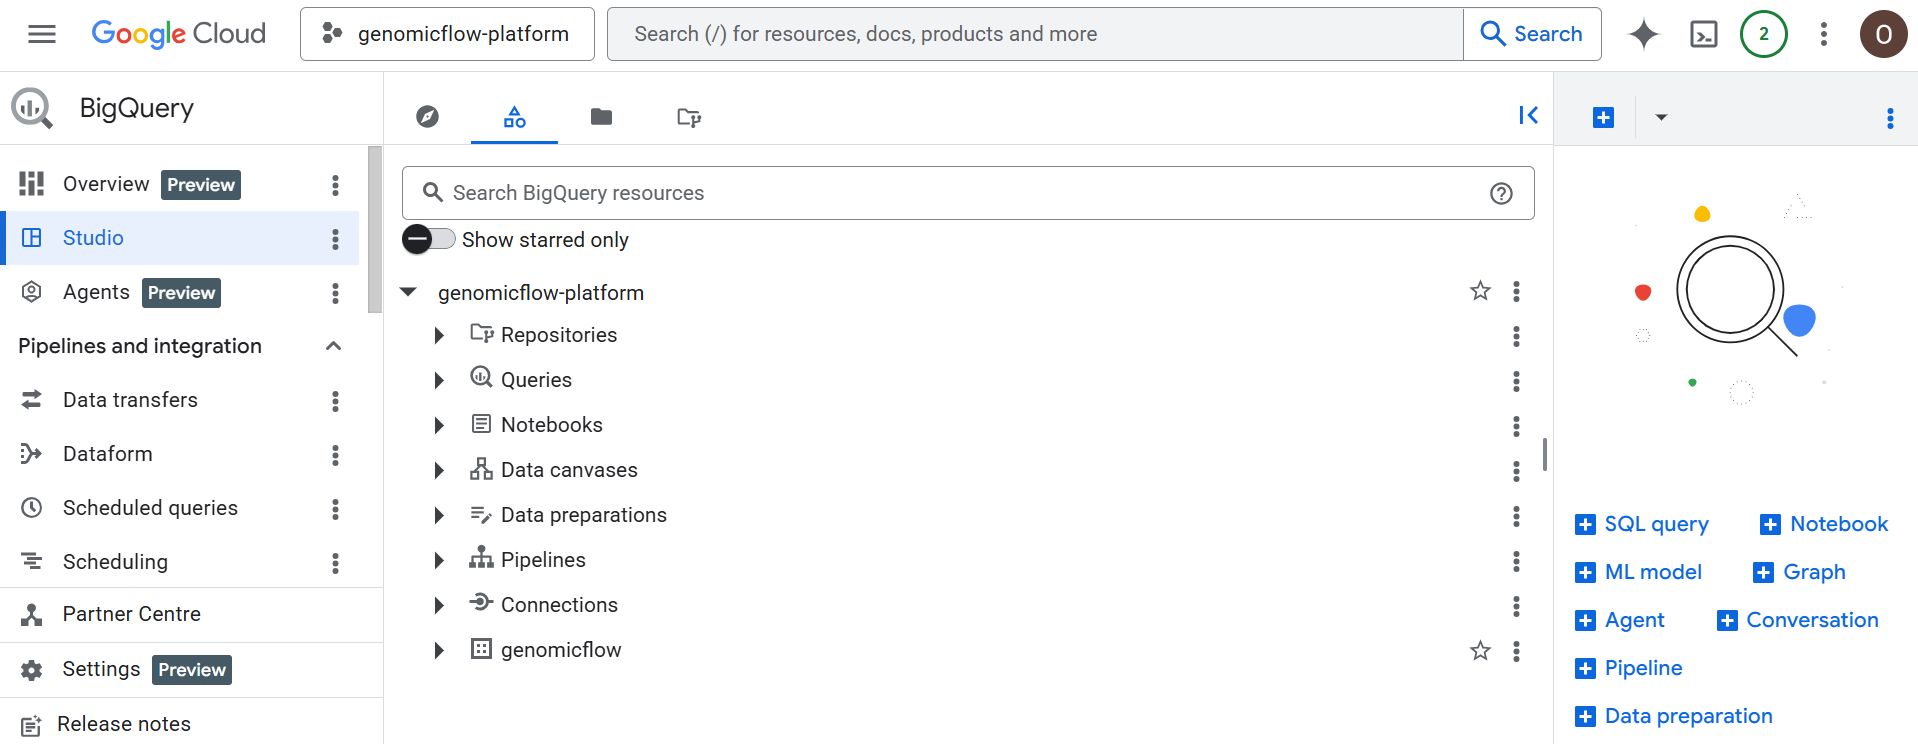 Google Cloud
genomicflow-platform
Search (/) for resources, docs, products and more
Search
2
O
BigQuery
Overview Preview
Studio
Agents Preview
Pipelines and integration
Data transfers
Dataform
Scheduled queries
Scheduling
Partner Centre
Settings Preview
Release notes
Search BigQuery resources
Show starred only
genomicflow-platform
Repositories
Queries
Notebooks
Data canvases
Data preparations
Pipelines
Connections
genomicflow
SQL query
Notebook
ML model
Graph
Agent
Conversation
Pipeline
Data preparation